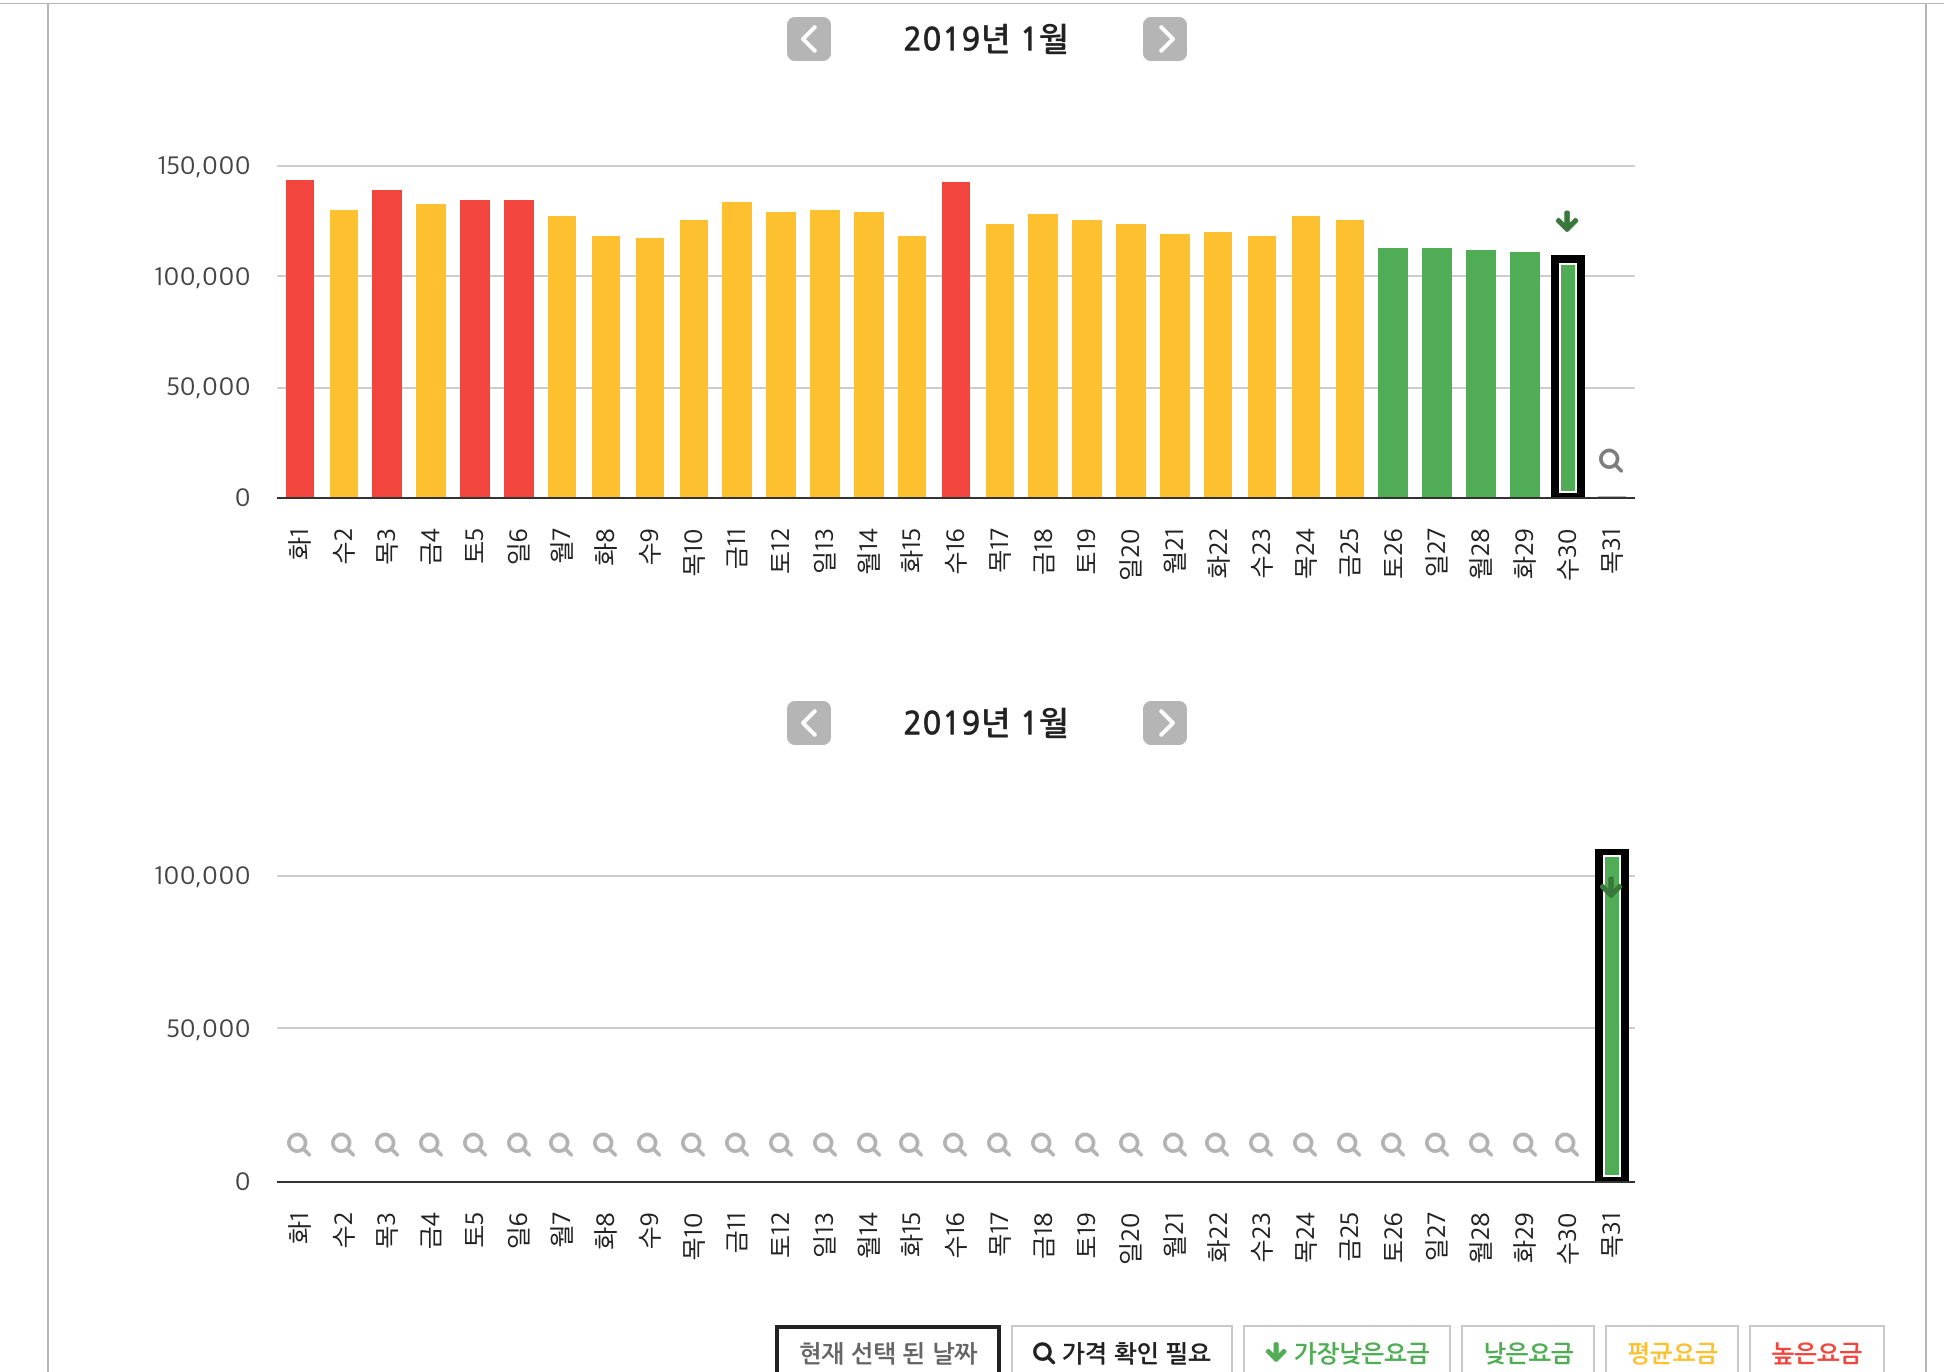 2019년 1월
150,000
100,000
50,000
0
화1 수2 목3 금4 토5 일6 월7 화8 수9 목10 금11 토12 일13 월14 화15 수16 목17 금18 토19 일20 월21 화22 수23 목24 금25 토26 일27 월28 화29 수30 목31
2019년 1월
100,000
50,000
0
화1 수2 목3 금4 토5 일6 월7 화8 수9 목10 금11 토12 일13 월14 화15 수16 목17 금18 토19 일20 월21 화22 수23 목24 금25 토26 일27 월28 화29 수30 목31
현재 선택 된 날짜 가격 확인 필요 가장낮은요금 낮은요금 평균요금 높은요금